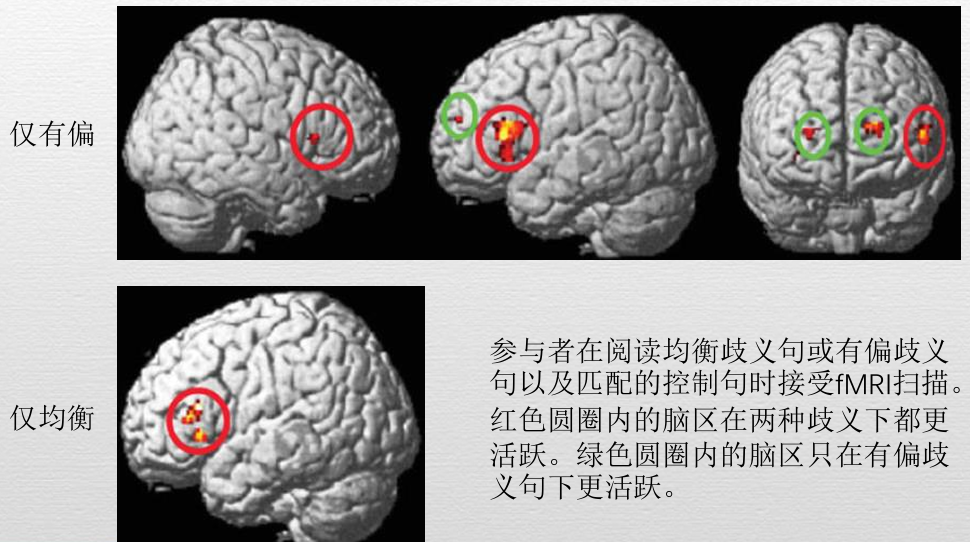 仅有偏
仅均衡
参与者在阅读均衡歧义句或有偏歧义
句以及匹配的控制句时接受fMRI扫描。
红色圆圈内的脑区在两种歧义下都更
活跃。绿色圆圈内的脑区只在有偏歧
义句下更活跃。